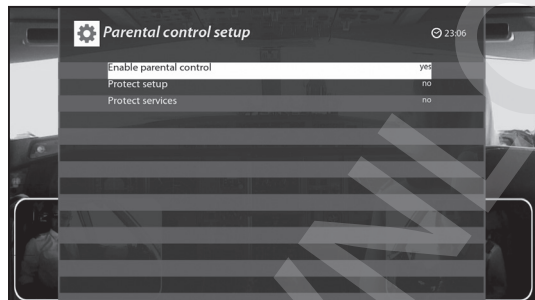 Parental control setup
23:06
Enable parental control yes
Protect setup no
Protect services no